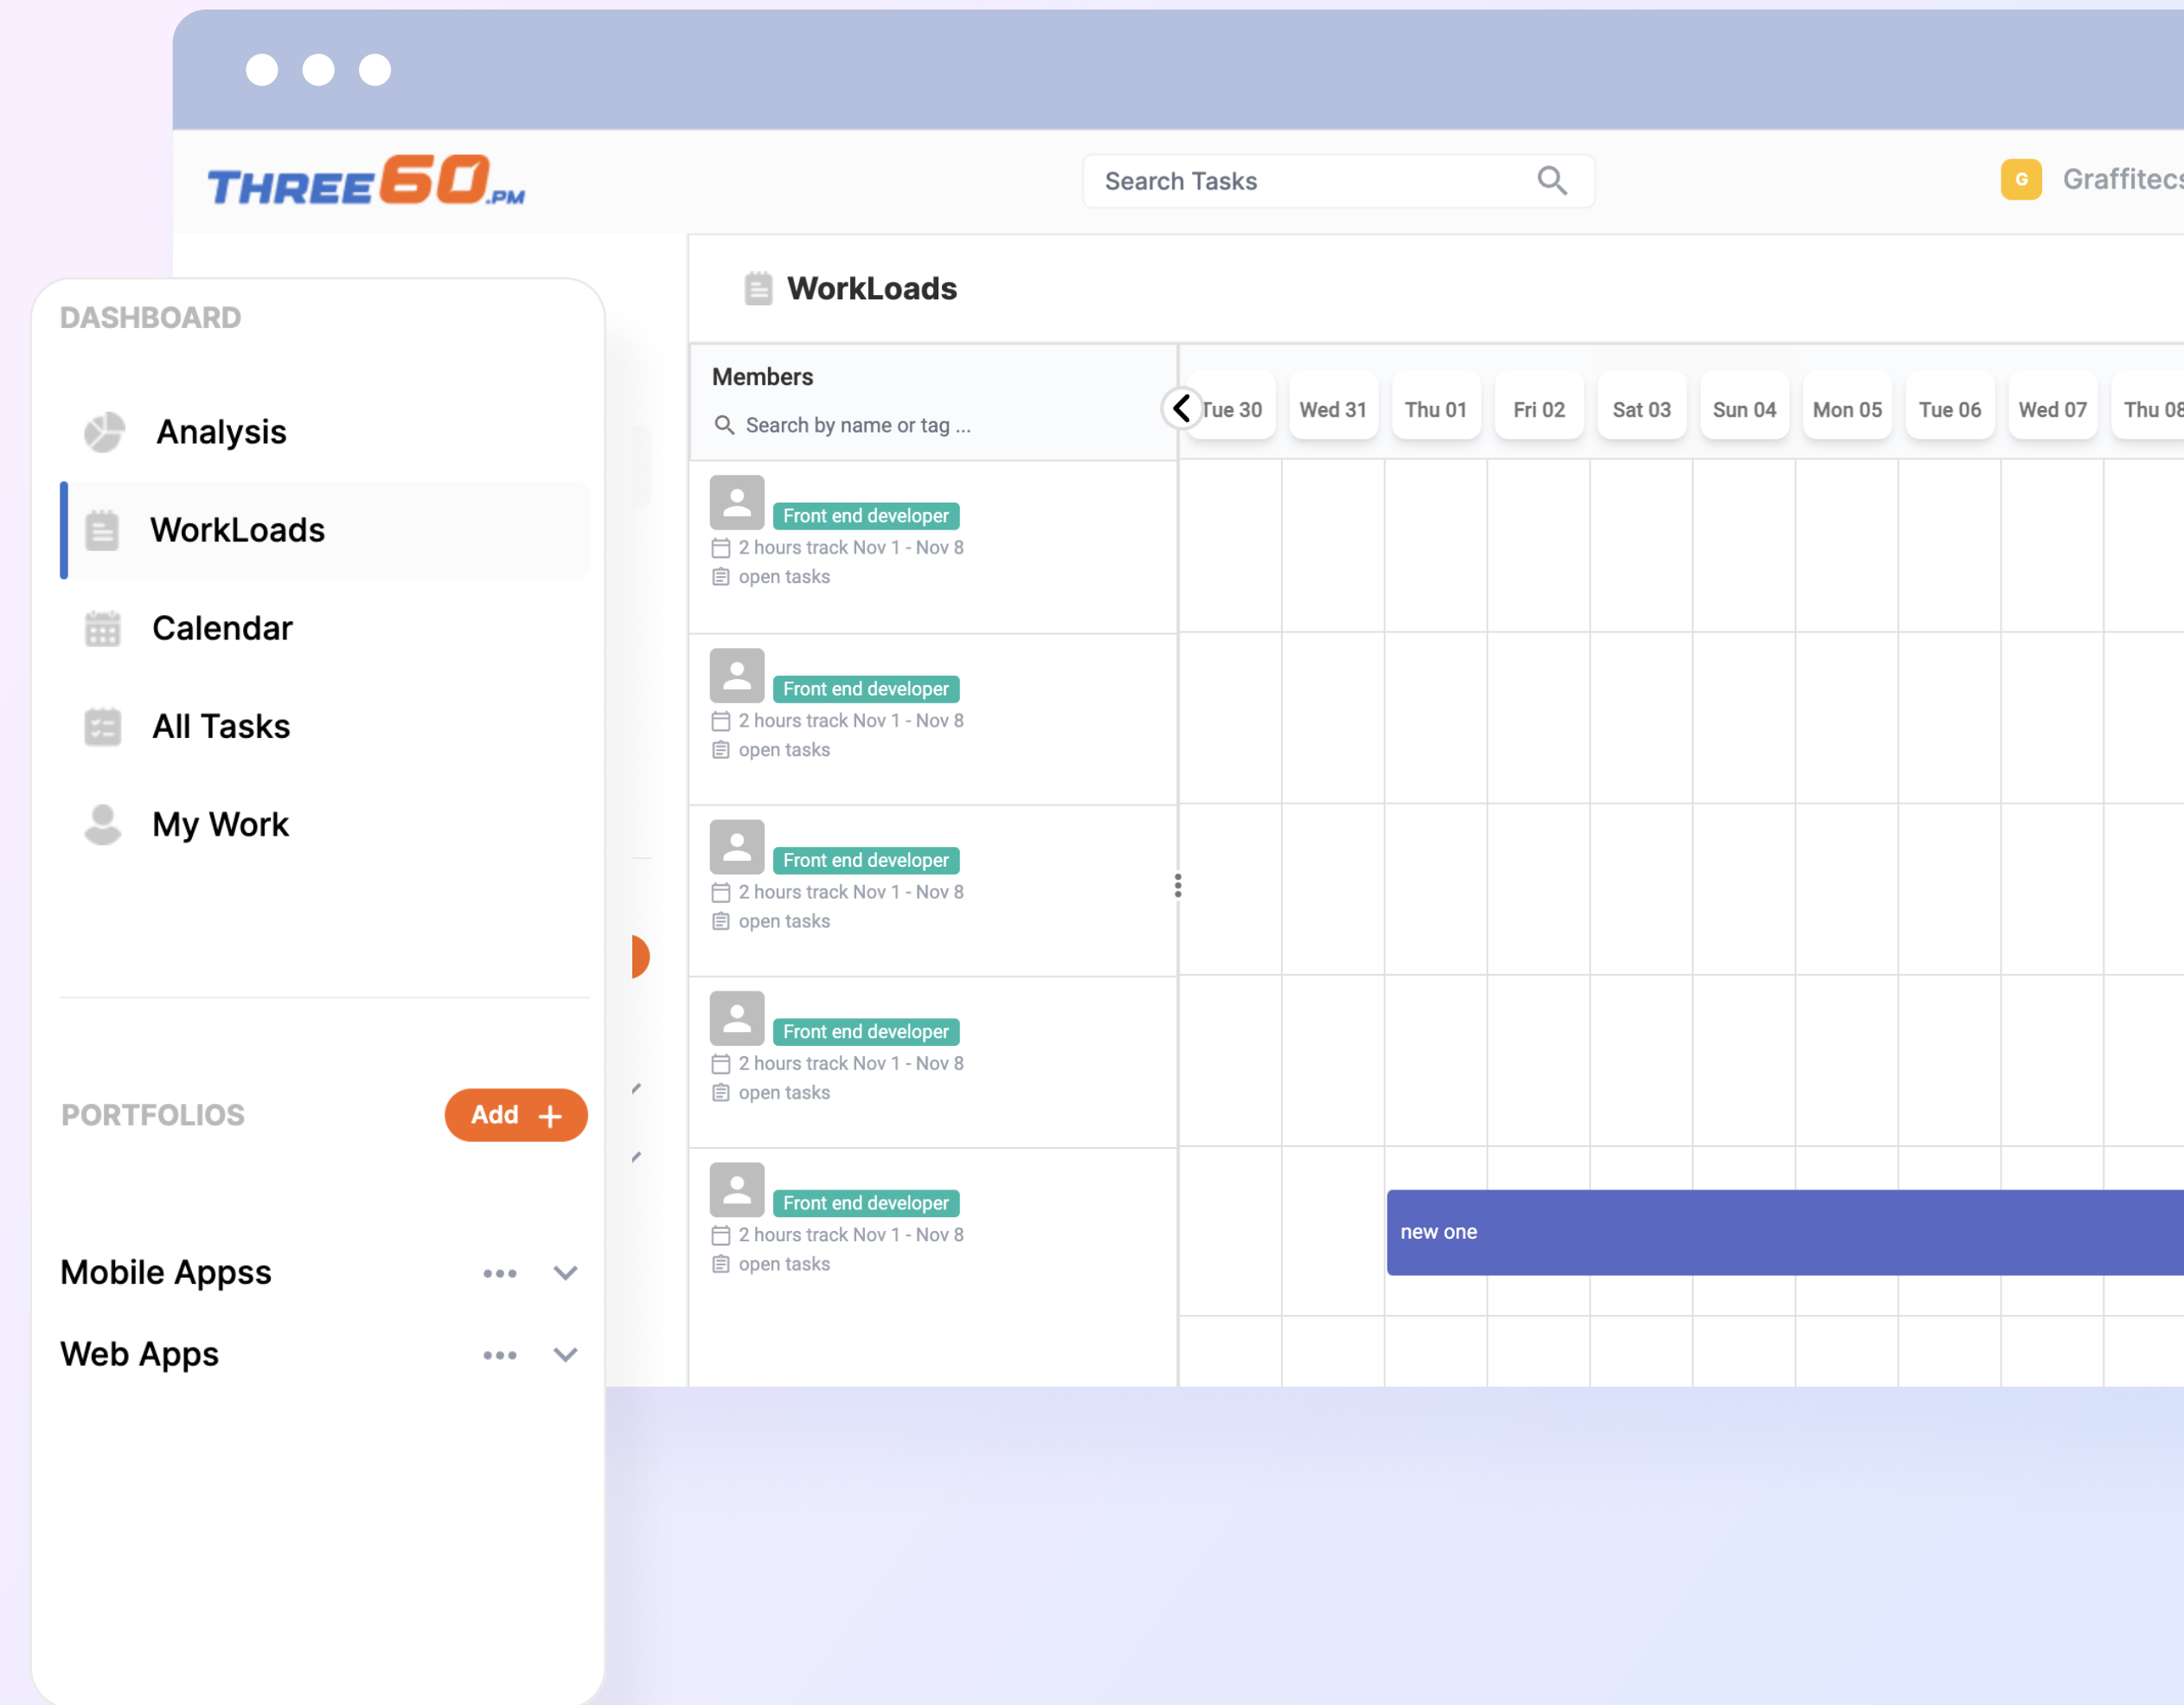 THREE60.PM
Search Tasks
G Graffitecs
DASHBOARD
Analysis
WorkLoads
Calendar
All Tasks
My Work
PORTFOLIOS
Add +
Mobile Appss
Web Apps
WorkLoads
Members
Search by name or tag ...
Tue 30 Wed 31 Thu 01 Fri 02 Sat 03 Sun 04 Mon 05 Tue 06 Wed 07 Thu 08
Front end developer
2 hours track Nov 1 - Nov 8
open tasks
Front end developer
2 hours track Nov 1 - Nov 8
open tasks
Front end developer
2 hours track Nov 1 - Nov 8
open tasks
Front end developer
2 hours track Nov 1 - Nov 8
open tasks
Front end developer
2 hours track Nov 1 - Nov 8
open tasks
new one